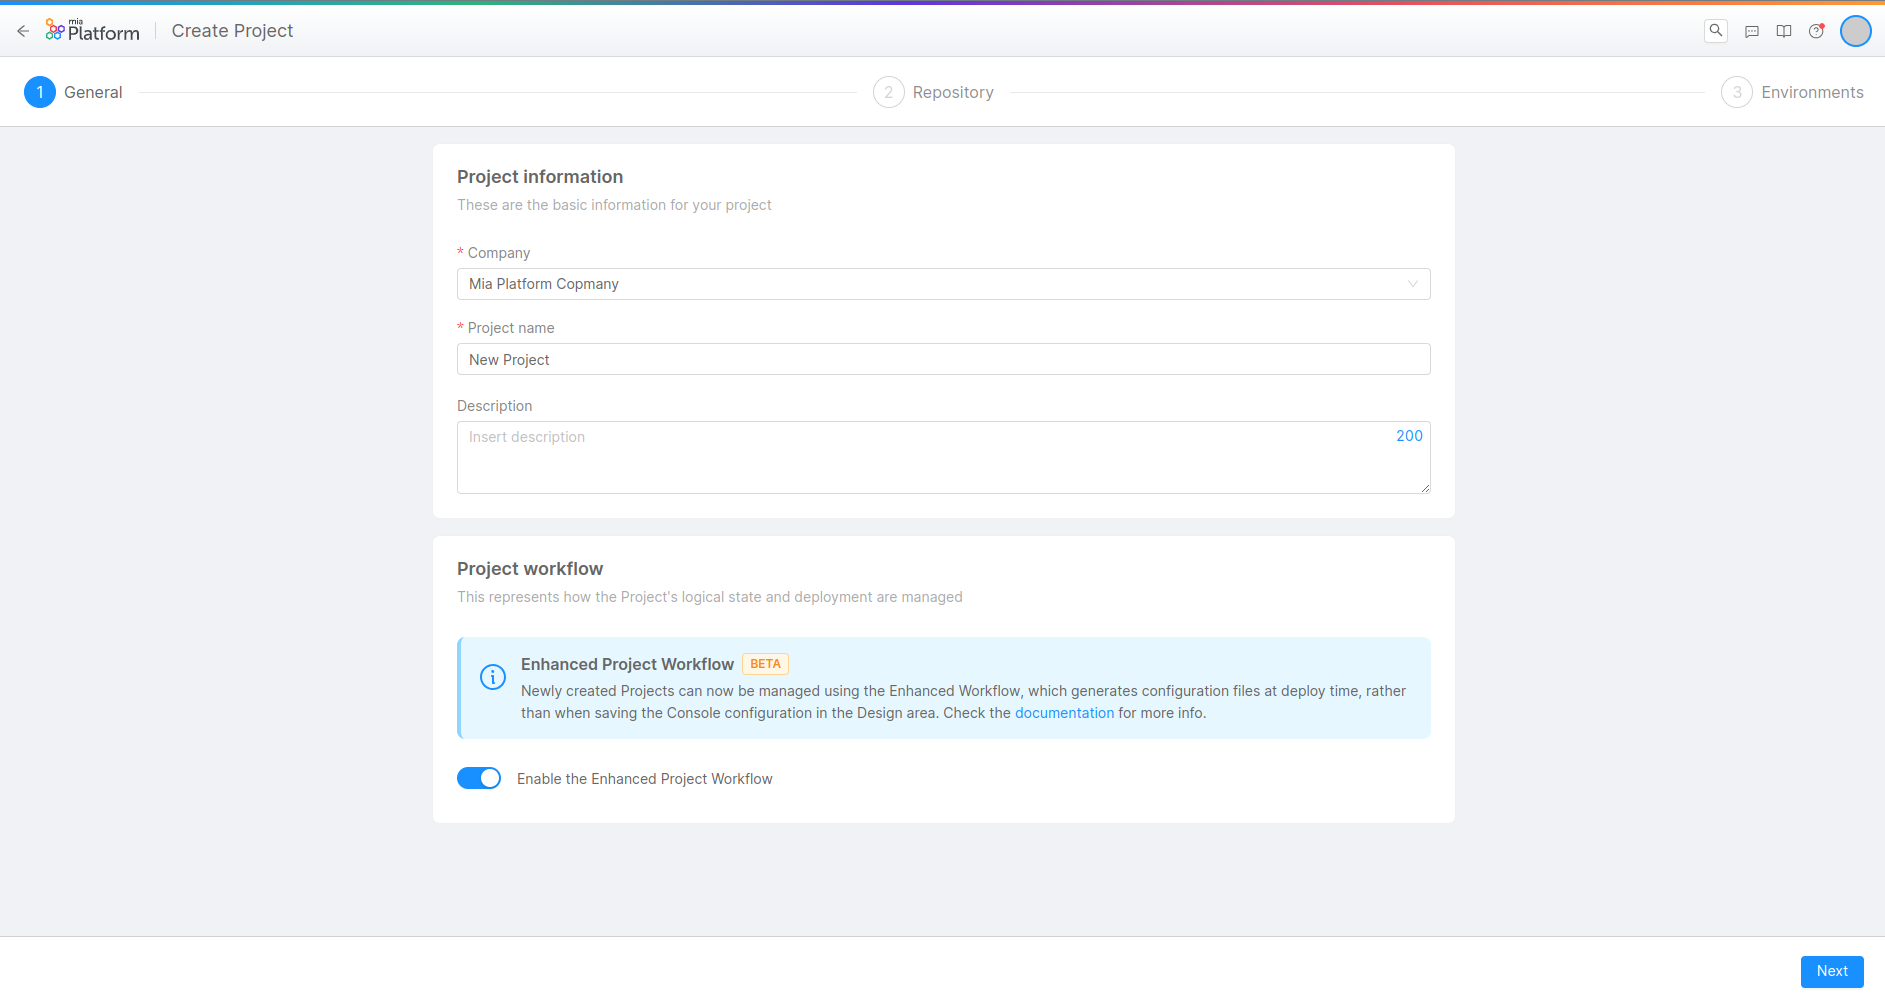 mia
Platform
Create Project
1 General
2 Repository
3 Environments
Project information
These are the basic information for your project
* Company
Mia Platform Copmany
* Project name
New Project
Description
Insert description 200
Project workflow
This represents how the Project's logical state and deployment are managed
Enhanced Project Workflow BETA
Newly created Projects can now be managed using the Enhanced Workflow, which generates configuration files at deploy time, rather
than when saving the Console configuration in the Design area. Check the documentation for more info.
Enable the Enhanced Project Workflow
Next